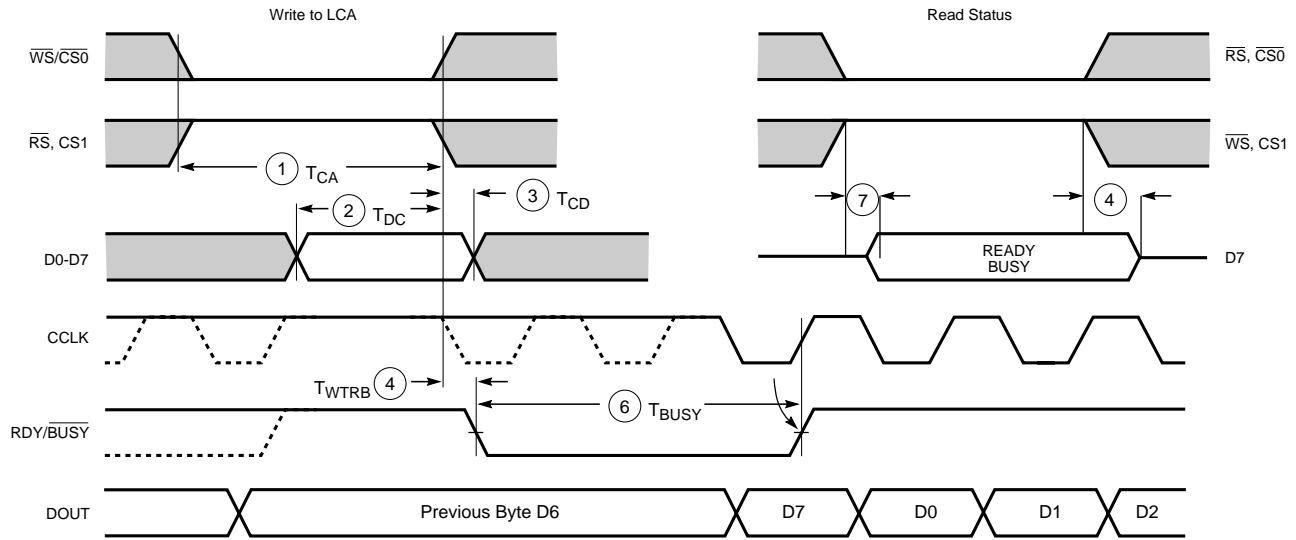 Write to LCA
Read Status
WS/CS0
RS, CS0
RS, CS1
WS, CS1
1 TCA
2 TDC
3 TCD
7
4
D0-D7
READY
BUSY
D7
CCLK
TWTRB 4
6 TBUSY
RDY/BUSY
DOUT
Previous Byte D6
D7
D0
D1
D2